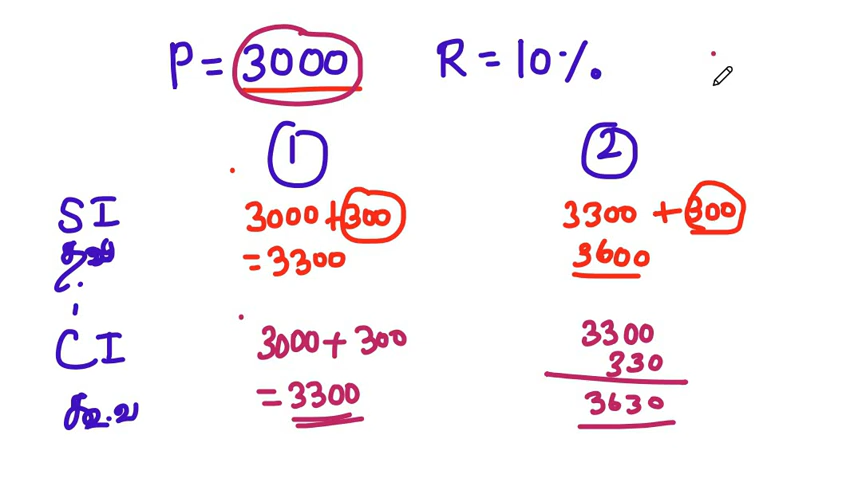 P = 3000 R = 10%.
1 2
SI 3000 + 300 3300 + 300
= 3300 3600
CI 3000 + 300 3300
330
= 3300 3630
கூ.வ